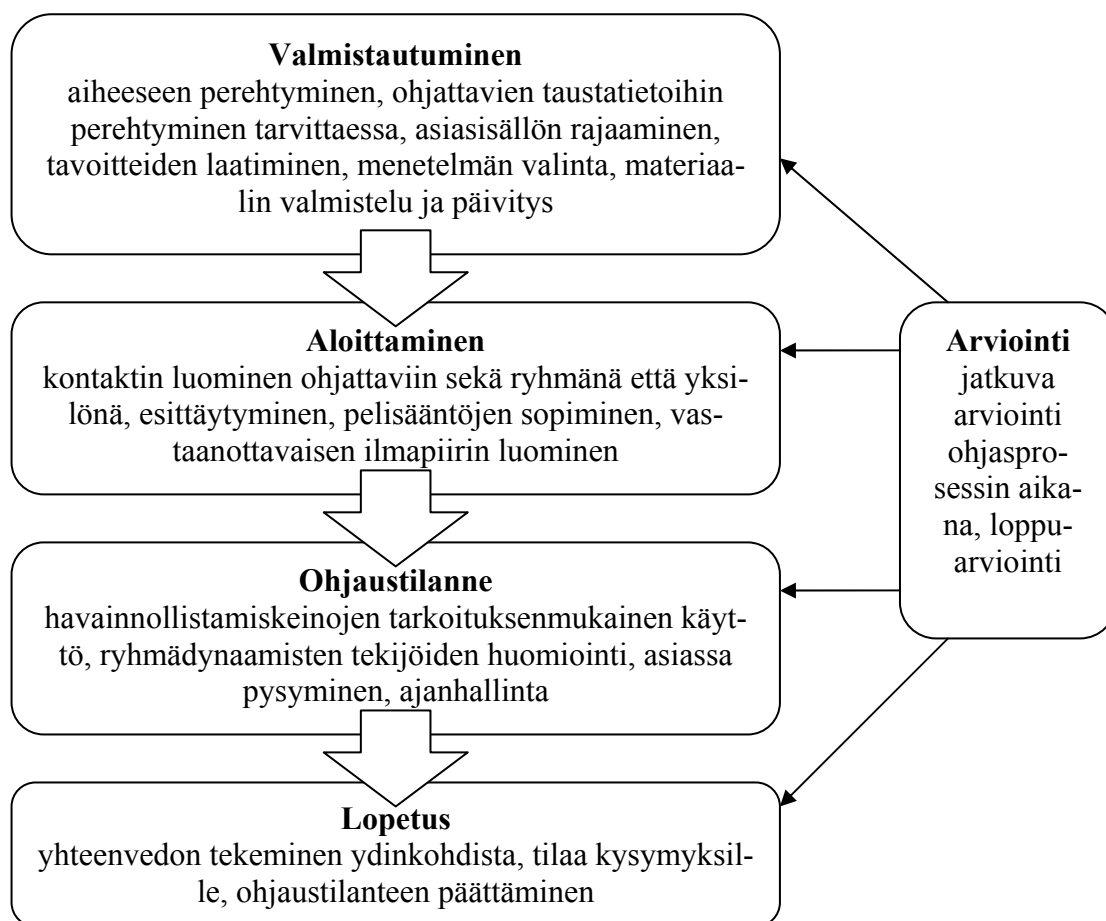 Valmistautuminen
aiheeseen perehtyminen, ohjattavien taustatietoihin
perehtyminen tarvittaessa, asiasisällön rajaaminen,
tavoitteiden laatiminen, menetelmän valinta, materiaa-
lin valmistelu ja päivitys
Aloittaminen
kontaktin luominen ohjattaviin sekä ryhmänä että yksi-
lönä, esittäytyminen, pelisääntöjen sopiminen, vas-
taanottavaisen ilmapiirin luominen
Ohjaustilanne
havainnollistamiskeinojen tarkoituksenmukainen käyt-
tö, ryhmädynaamisten tekijöiden huomiointi, asiassa
pysyminen, ajanhallinta
Lopetus
yhteenvedon tekeminen ydinkohdista, tilaa kysymyksil-
le, ohjaustilanteen päättäminen
Arviointi
jatkuva
arviointi
ohjaspro-
sessin aika-
na, loppu-
arviointi